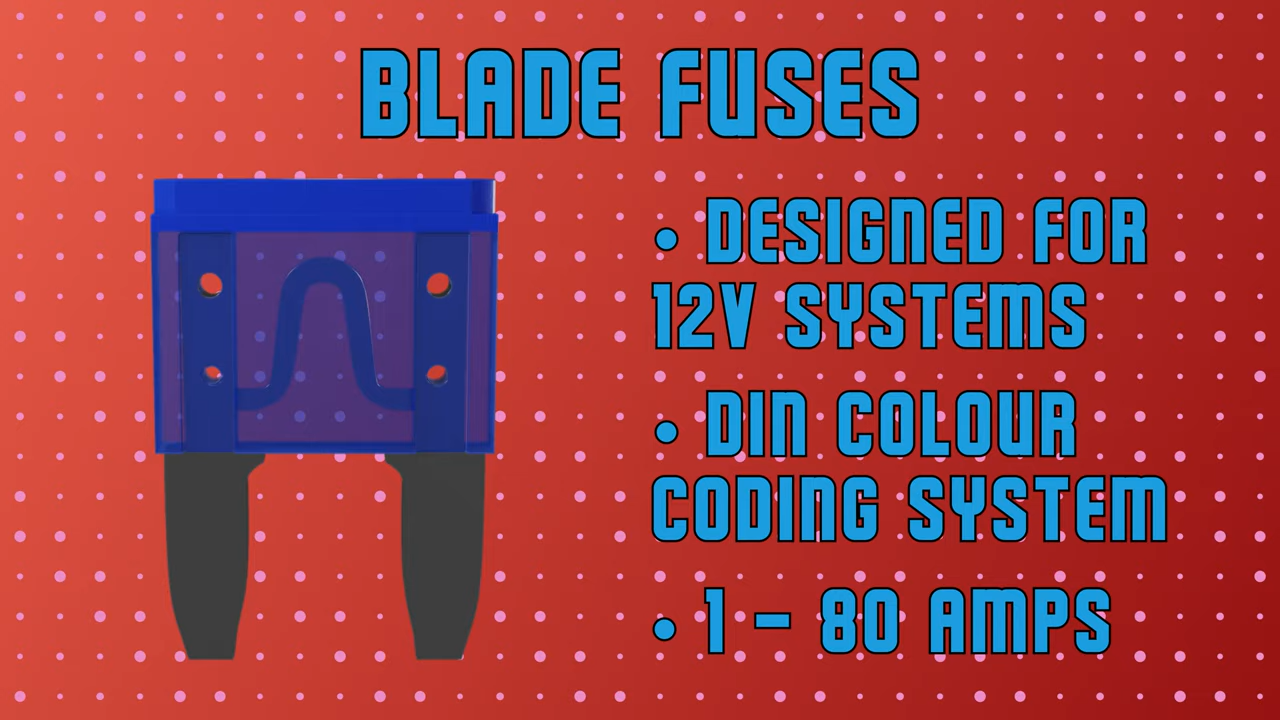 BLADE FUSES
• DESIGNED FOR
12V SYSTEMS
• DIN COLOUR
CODING SYSTEM
• 1 - 80 AMPS